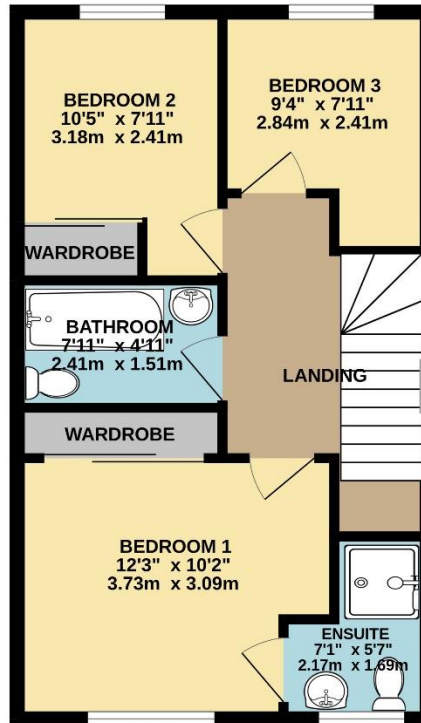 BEDROOM 2
10'5" x 7'11"
3.18m x 2.41m
BEDROOM 3
9'4" x 7'11"
2.84m x 2.41m
WARDROBE
BATHROOM
7'11" x 4'11"
2.41m x 1.51m
LANDING
WARDROBE
BEDROOM 1
12'3" x 10'2"
3.73m x 3.09m
ENSUITE
7'1" x 5'7"
2.17m x 1.69m